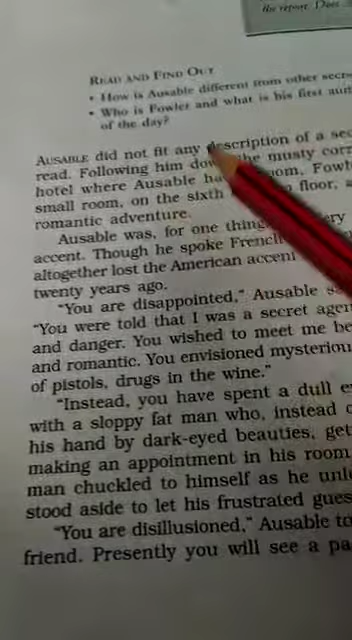 the report. Does
READ AND FIND OUT
• How is Ausable different from other secre
• Who is Fowler and what is his first
of the day?
AUSABLE did not fit any description of a sec
read. Following him down the musty corr
hotel where Ausable had room, Fowl
small room, on the sixth floor, a
romantic adventure.
Ausable was, for one thing
accent. Though he spoke French
altogether lost the American accent
twenty years ago.
"You are disappointed," Ausable
"You were told that I was a secret agen
and danger. You wished to meet me be
and romantic. You envisioned mysteriou
of pistols, drugs in the wine."
"Instead, you have spent a dull e
with a sloppy fat man who, instead o
his hand by dark-eyed beauties, get
making an appointment in his room
man chuckled to himself as he unl
stood aside to let his frustrated gues
"You are disillusioned," Ausable to
friend. Presently you will see a pa